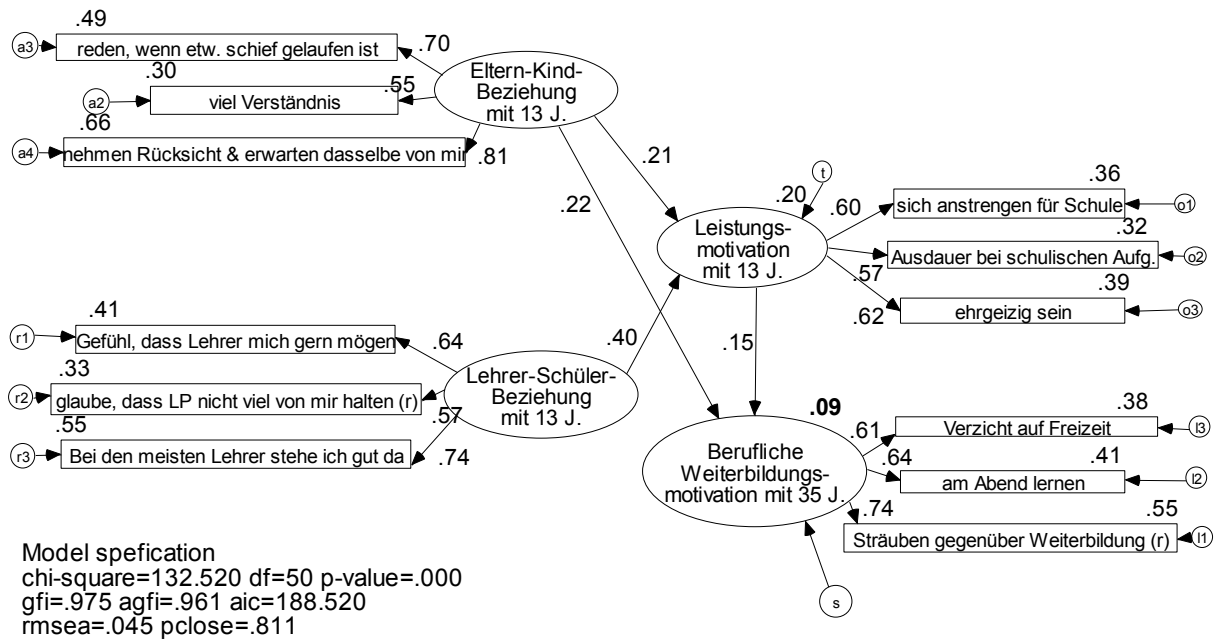 .49
a3
reden, wenn etw. schief gelaufen ist
.70
.30
a2
viel Verständnis
.55
.66
a4
nehmen Rücksicht & erwarten dasselbe von mir
.81
Eltern-Kind-
Beziehung
mit 13 J.
.21
.22
t
.20
Leistungs-
motivation
mit 13 J.
.60
.36
sich anstrengen für Schule
o1
.32
Ausdauer bei schulischen Aufg.
o2
.57
.39
ehrgeizig sein
o3
.62
.41
r1
Gefühl, dass Lehrer mich gern mögen
.64
.33
r2
glaube, dass LP nicht viel von mir halten (r)
.57
.55
r3
Bei den meisten Lehrer stehe ich gut da
.74
Lehrer-Schüler-
Beziehung
mit 13 J.
.40
.15
.09
Berufliche
Weiterbildungs-
motivation mit 35 J.
.61
.38
Verzicht auf Freizeit
l3
.64
.41
am Abend lernen
l2
.74
.55
Sträuben gegenüber Weiterbildung (r)
l1
s
Model spefication
chi-square=132.520 df=50 p-value=.000
gfi=.975 agfi=.961 aic=188.520
rmsea=.045 pclose=.811